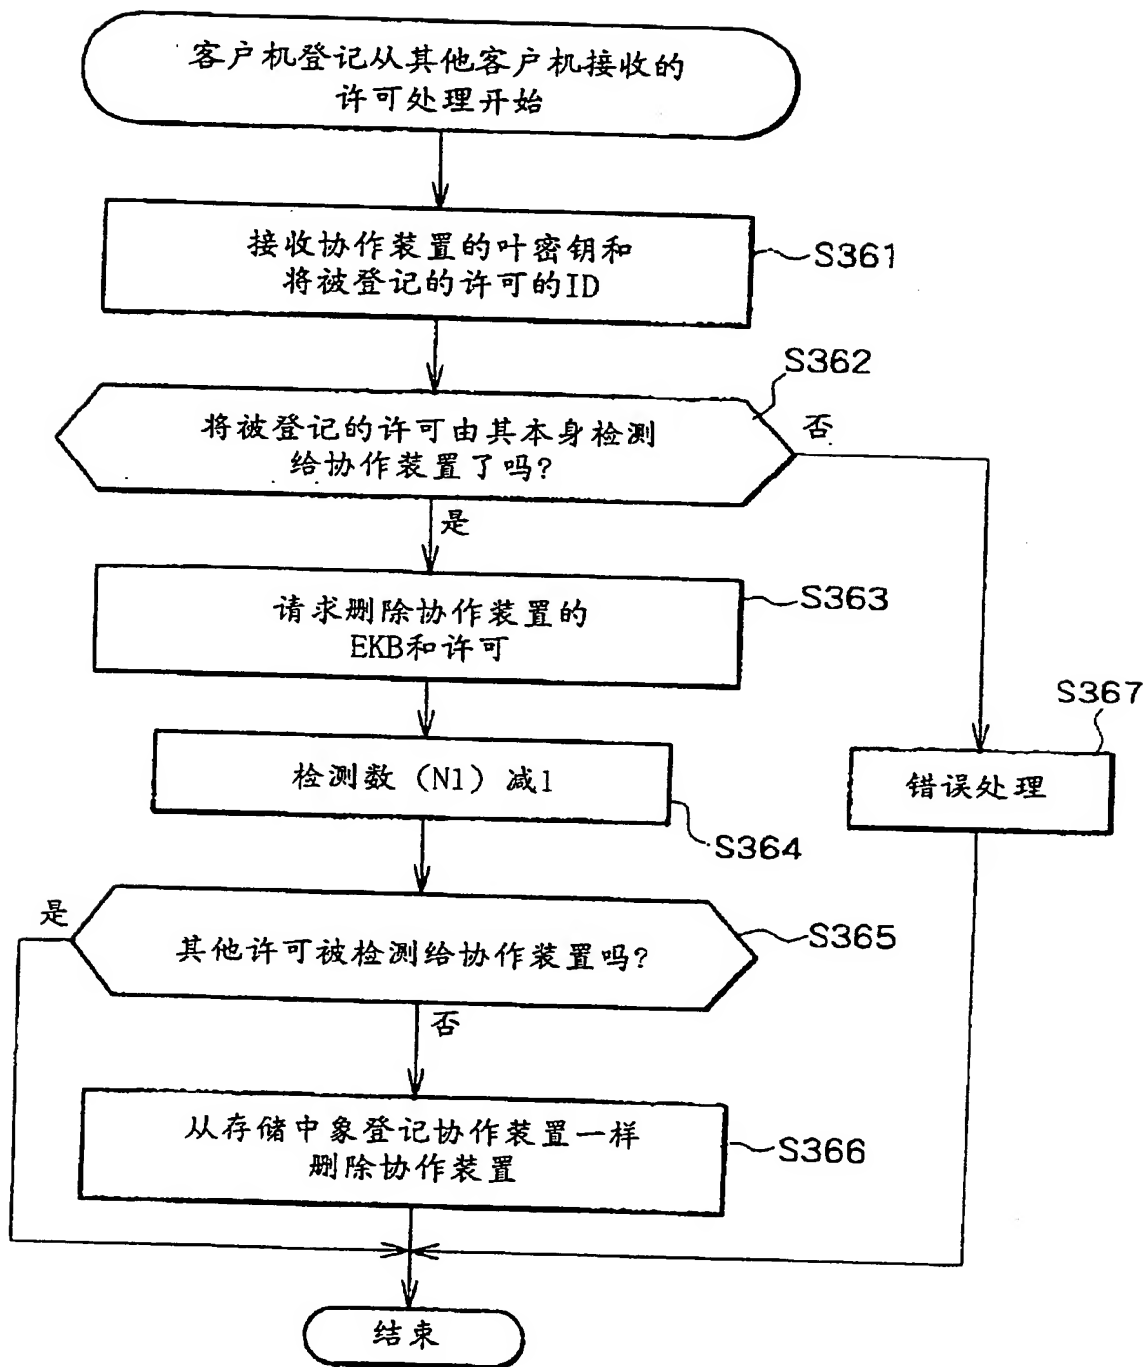 客户机登记从其他客户机接收的
许可处理开始
接收协作装置的叶密钥和
将被登记的许可的ID
S361
S362
将被登记的许可由其本身检测
给协作装置了吗?
否
是
请求删除协作装置的
EKB和许可
S363
S367
检测数（N1）减1
错误处理
S364
是
其他许可被检测给协作装置吗?
S365
否
从存储中象登记协作装置一样
删除协作装置
S366
结束